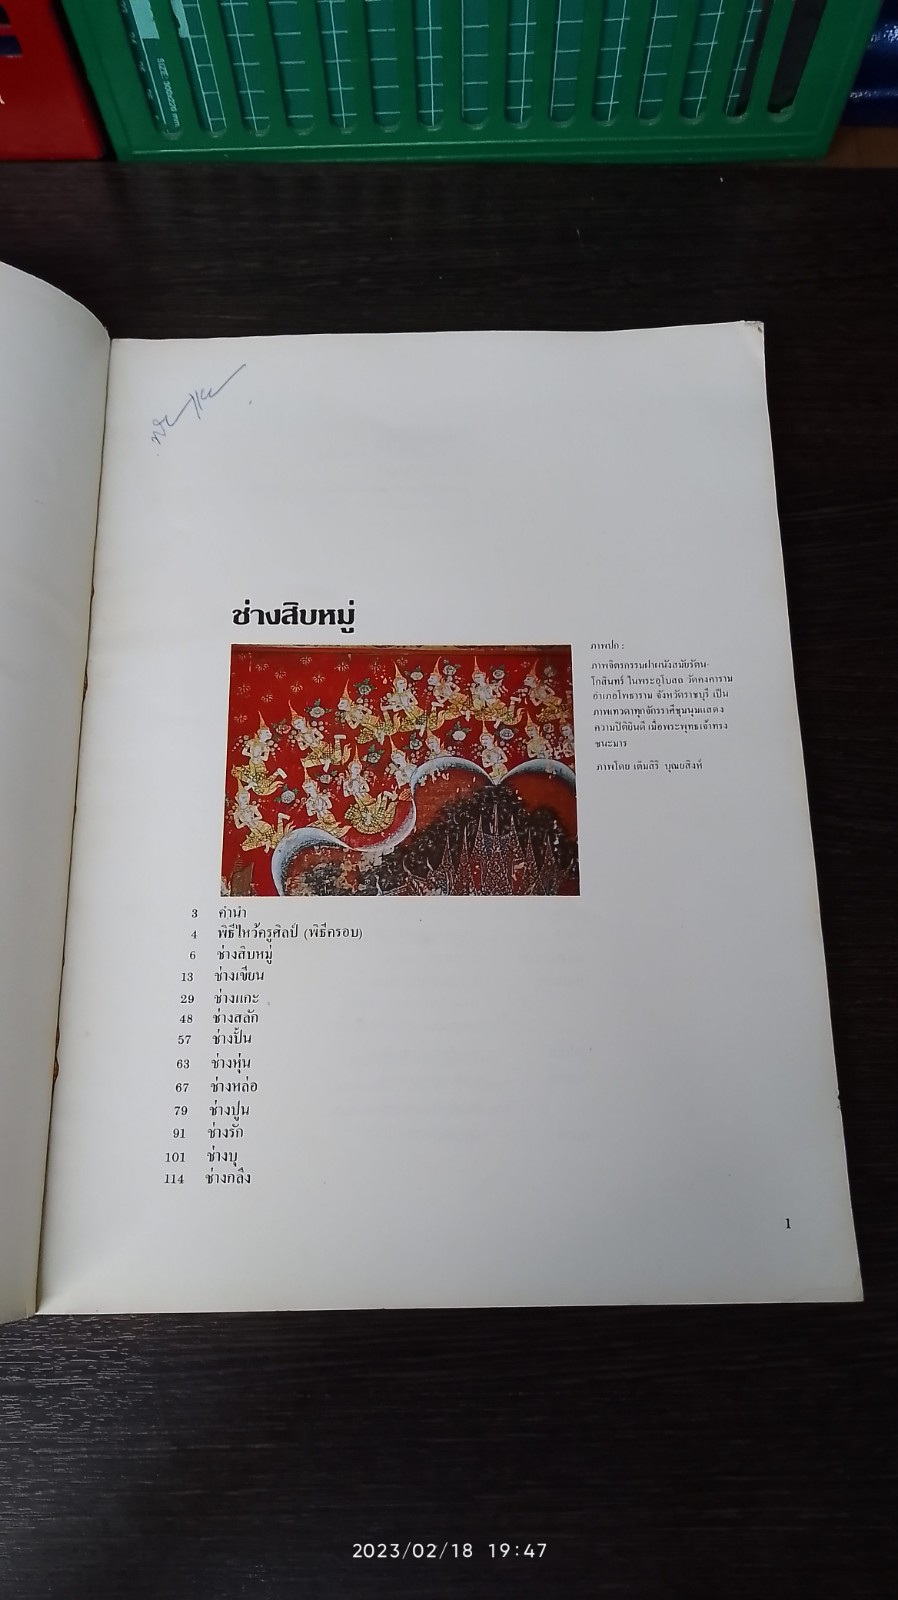 SIZE: 300x220 mm
ช่างสิบหมู่
ภาพปก :
ภาพจิตรกรรมฝาผนังสมัยรัตน-
โกสินทร์ ในพระอุโบสถ วัดคงคาราม
อำเภอโพธาราม จังหวัดราชบุรี เป็น
ภาพเทวดาทุกจักรราศีชุมนุมแสดง
ความปิติยินดี เมื่อพระพุทธเจ้าทรง
ชนะมาร
ภาพโดย เต็มสิริ บุณยสิงห์
3 คำนำ
4 พิธีไหว้ครูศิลป์ (พิธีครอบ)
6 ช่างสิบหมู่
13 ช่างเขียน
29 ช่างแกะ
48 ช่างสลัก
57 ช่างปั้น
63 ช่างหุ่น
67 ช่างหล่อ
79 ช่างปูน
91 ช่างรัก
101 ช่างบุ
114 ช่างกลึง
1
2023/02/18 19:47